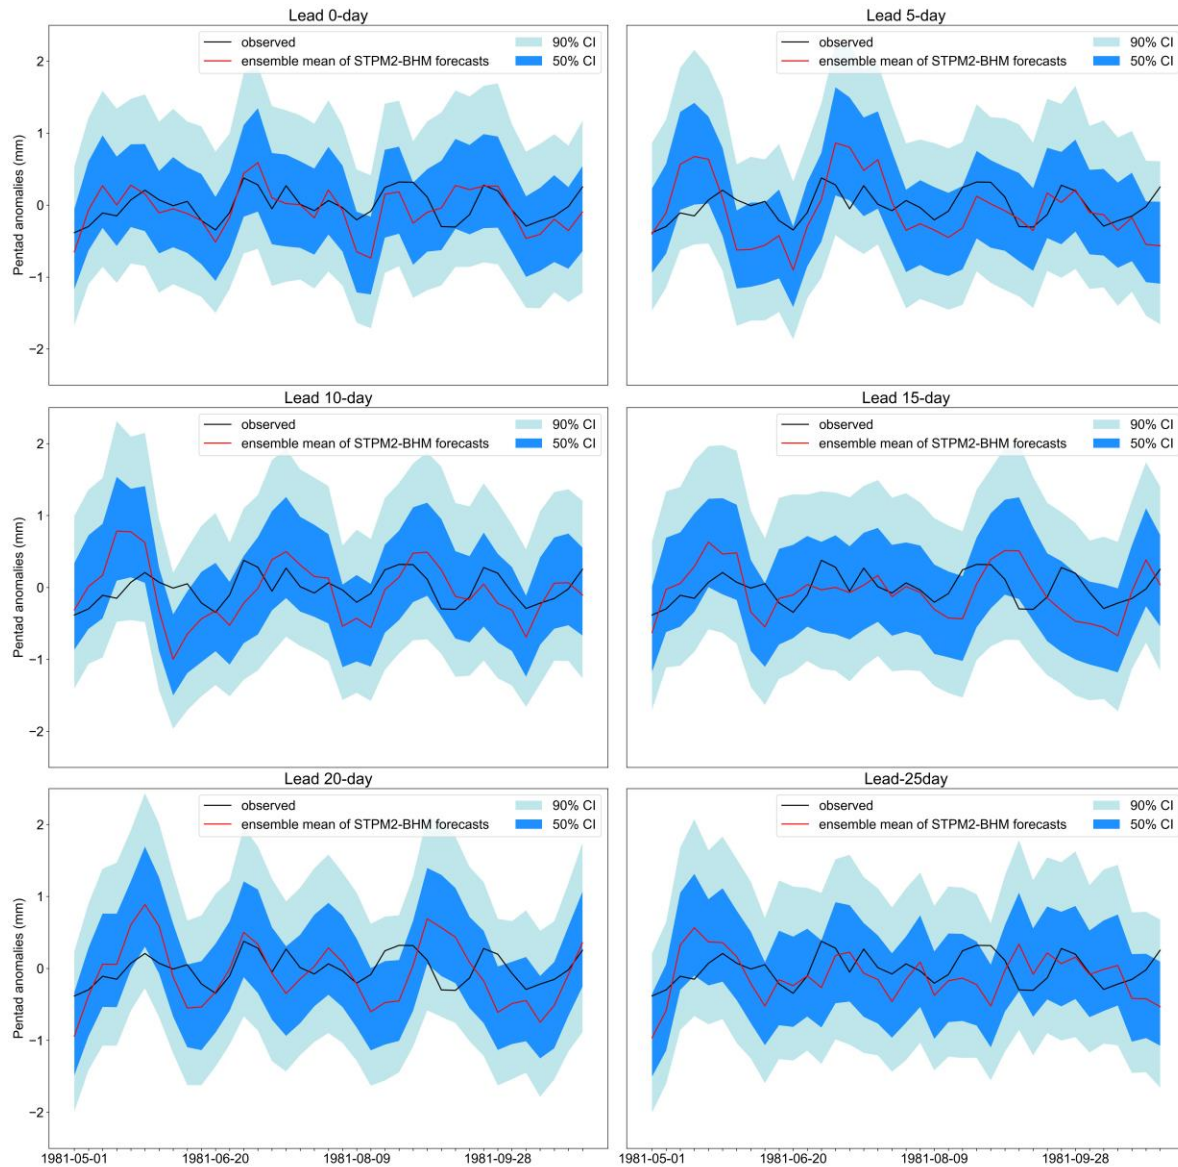 Lead 0-day
observed
90% CI
ensemble mean of STPM2-BHM forecasts
50% CI
Pentad anomalies (mm)
2
1
0
−1
−2
Lead 5-day
observed
90% CI
ensemble mean of STPM2-BHM forecasts
50% CI
Lead 10-day
observed
90% CI
ensemble mean of STPM2-BHM forecasts
50% CI
Pentad anomalies (mm)
2
1
0
−1
−2
Lead 15-day
observed
90% CI
ensemble mean of STPM2-BHM forecasts
50% CI
Lead 20-day
observed
90% CI
ensemble mean of STPM2-BHM forecasts
50% CI
Pentad anomalies (mm)
2
1
0
−1
−2
1981-05-01 1981-06-20 1981-08-09 1981-09-28
Lead-25day
observed
90% CI
ensemble mean of STPM2-BHM forecasts
50% CI
1981-05-01 1981-06-20 1981-08-09 1981-09-28